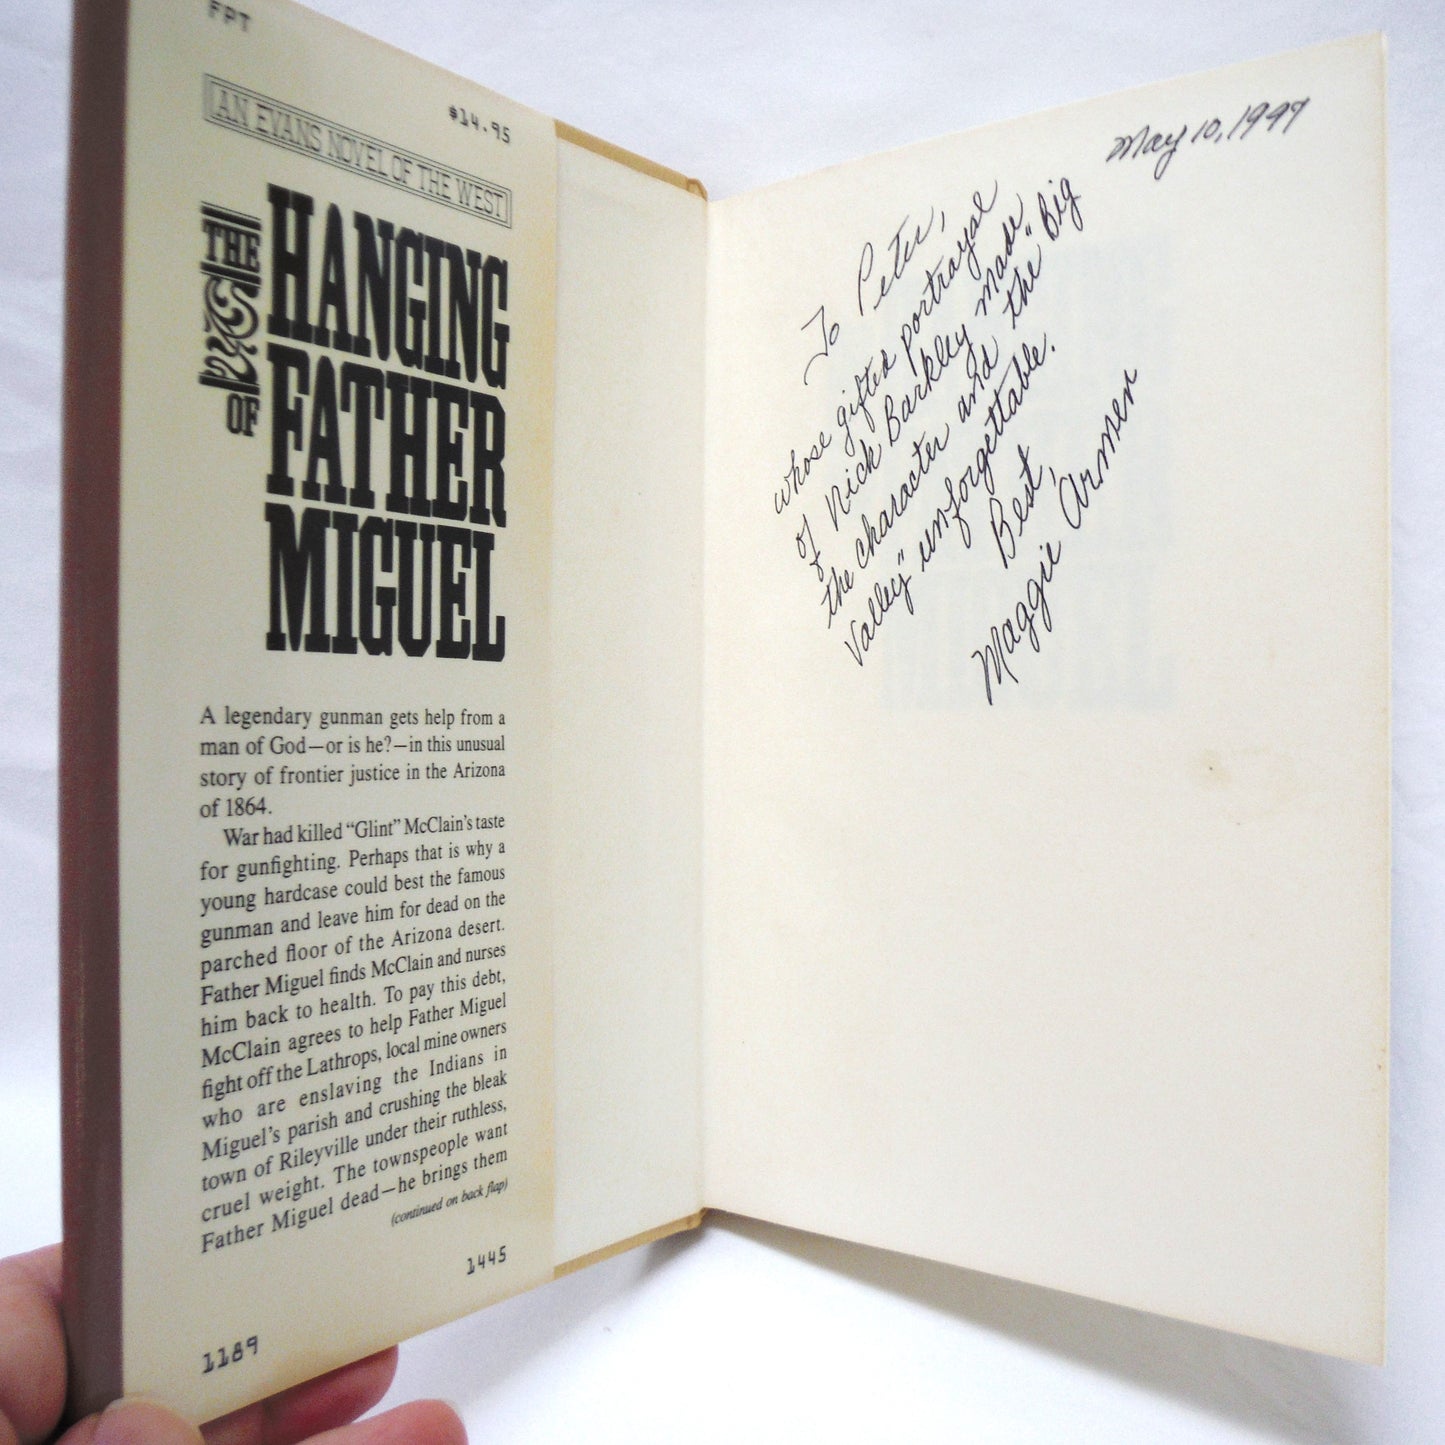 FPT
$14.95
AN EVANS NOVEL OF THE WEST
THE
HANGING
OF
FATHER
MIGUEL
A legendary gunman gets help from a
man of God—or is he?—in this unusual
story of frontier justice in the Arizona
of 1864.
War had killed “Glint” McClain’s taste
for gunfighting. Perhaps that is why a
young hardcase could best the famous
gunman and leave him for dead on the
parched floor of the Arizona desert.
Father Miguel finds McClain and nurses
him back to health. To pay this debt,
McClain agrees to help Father Miguel
fight off the Lathrops, local mine owners
who are enslaving the Indians in
Miguel’s parish and crushing the bleak
town of Rileyville under their ruthless,
cruel weight. The townspeople want
Father Miguel dead—he brings them
(continued on back flap)
1445
1189
May 10, 1997
To Peter,
whose gifted portrayal
of Nick Barkley made
the character and the "Big
Valley" unforgettable.
Best,
Maggie Armen